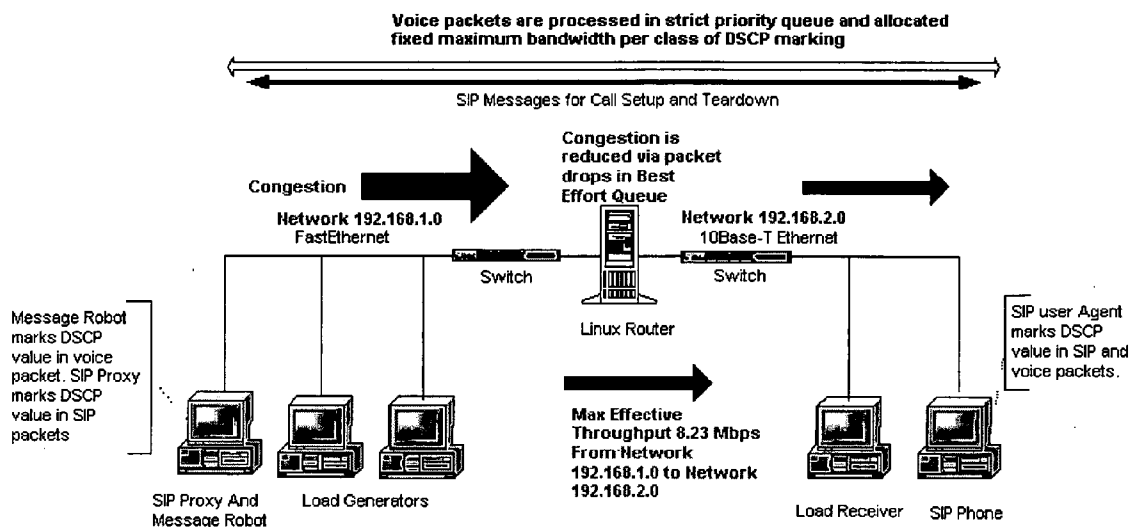 Voice packets are processed in strict priority queue and allocated
fixed maximum bandwidth per class of DSCP marking
SIP Messages for Call Setup and Teardown
Congestion is
reduced via packet
drops in Best
Effort Queue
Congestion
Network 192.168.1.0
FastEthernet
Network 192.168.2.0
10Base-T Ethernet
Switch
Switch
Linux Router
Message Robot
marks DSCP
value in voice
packet. SIP Proxy
marks DSCP
value in SIP
packets
SIP user Agent
marks DSCP
value in SIP and
voice packets.
Max Effective
Throughput 8.23 Mbps
From Network
192.168.1.0 to Network
192.168.2.0
SIP Proxy And
Message Robot
Load Generators
Load Receiver
SIP Phone